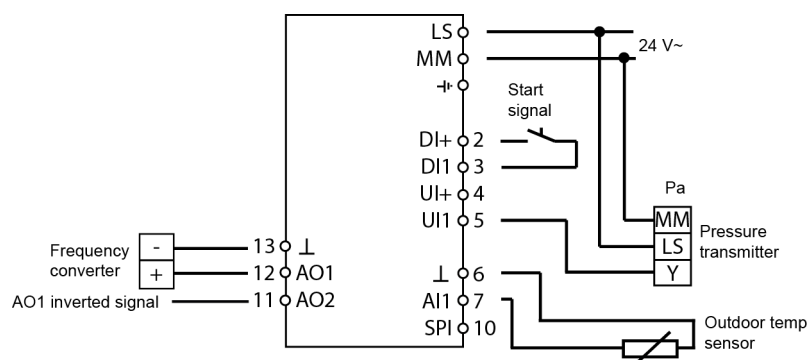 LS
MM
24 V~
Start
signal
DI+ 2
DI1 3
UI+ 4
UI1 5
Pa
MM
LS
Y
Pressure
transmitter
Frequency
converter
-
+
13 ⊥
12 AO1
AO1 inverted signal
11 AO2
⊥ 6
AI1 7
SPI 10
Outdoor temp
sensor